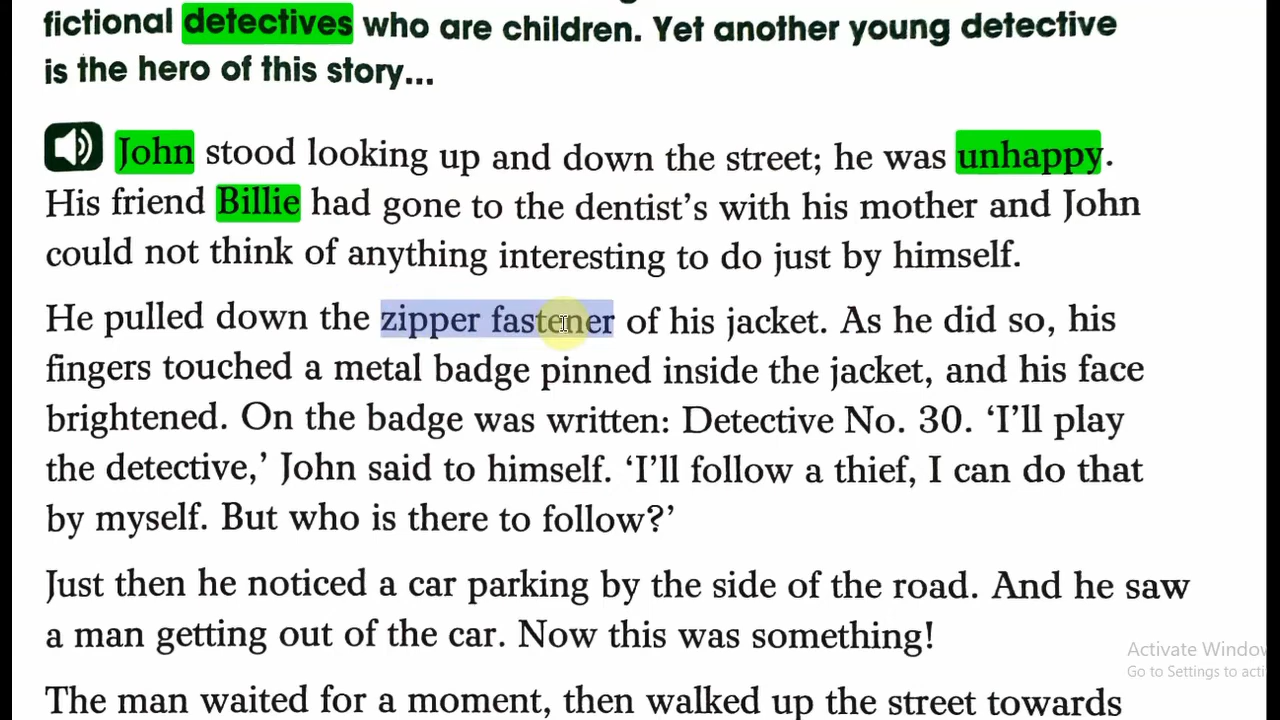 fictional detectives who are children. Yet another young detective
is the hero of this story...
John stood looking up and down the street; he was unhappy.
His friend Billie had gone to the dentist's with his mother and John
could not think of anything interesting to do just by himself.
He pulled down the zipper fastener of his jacket. As he did so, his
fingers touched a metal badge pinned inside the jacket, and his face
brightened. On the badge was written: Detective No. 30. 'I'll play
the detective,' John said to himself. 'I'll follow a thief, I can do that
by myself. But who is there to follow?'
Just then he noticed a car parking by the side of the road. And he saw
a man getting out of the car. Now this was something!
Activate Window
Go to Settings to acti
The man waited for a moment, then walked up the street towards